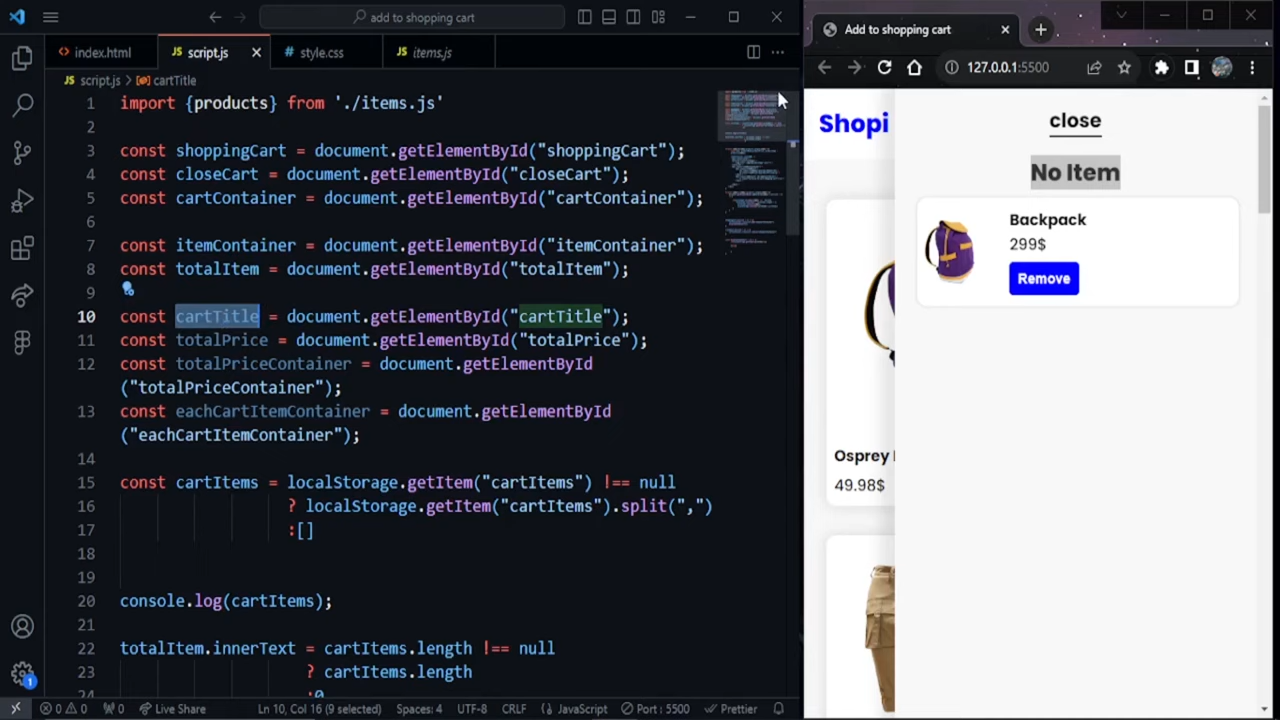 add to shopping cart
index.html
script.js
style.css
items.js
script.js > cartTitle
1 import {products} from './items.js'
2
3 const shoppingCart = document.getElementById("shoppingCart");
4 const closeCart = document.getElementById("closeCart");
5 const cartContainer = document.getElementById("cartContainer");
6
7 const itemContainer = document.getElementById("itemContainer");
8 const totalItem = document.getElementById("totalItem");
9
10 const cartTitle = document.getElementById("cartTitle");
11 const totalPrice = document.getElementById("totalPrice");
12 const totalPriceContainer = document.getElementById
("totalPriceContainer");
13 const eachCartItemContainer = document.getElementById
("eachCartItemContainer");
14
15 const cartItems = localStorage.getItem("cartItems") !== null
16 ? localStorage.getItem("cartItems").split(",")
17 :[]
18
19
20 console.log(cartItems);
21
22 totalItem.innerText = cartItems.length !== null
23 ? cartItems.length
24 :0
1
0 0 0 Live Share
Ln 10, Col 16 (9 selected) Spaces: 4 UTF-8 CRLF {} JavaScript Port : 5500 Prettier
Add to shopping cart
127.0.0.1:5500
Shopi
close
No Item
Backpack
299$
Remove
Osprey
49.98$